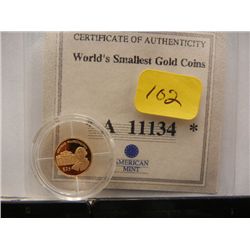 CERTIFICATE OF AUTHENTICITY
World's Smallest Gold Coins
102
A 11134 *
AMERICAN
MINT